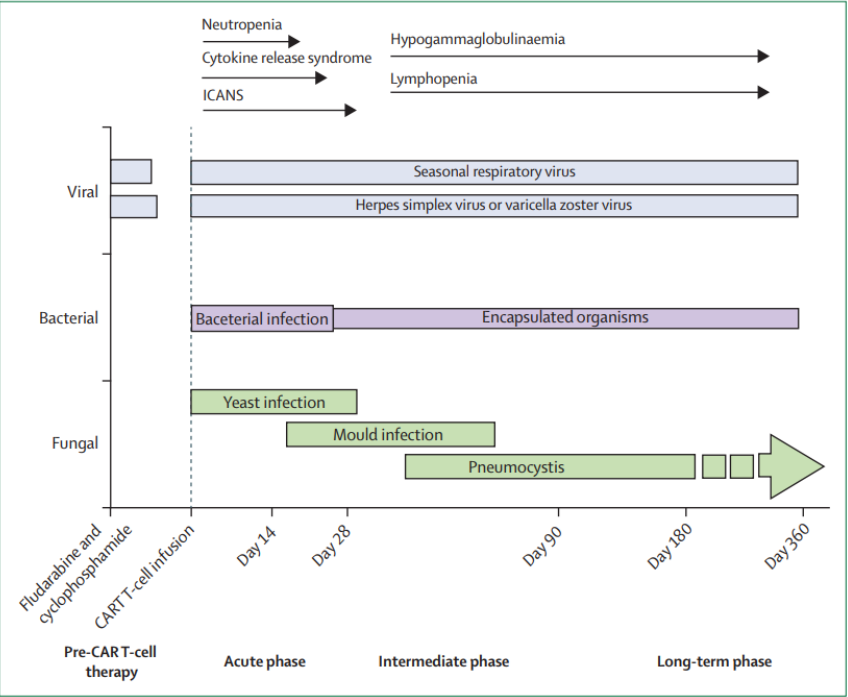 Neutropenia
Cytokine release syndrome
ICANS
Hypogammaglobulinaemia
Lymphopenia
Viral
Seasonal respiratory virus
Herpes simplex virus or varicella zoster virus
Bacterial
Baceterial infection
Encapsulated organisms
Fungal
Yeast infection
Mould infection
Pneumocystis
Fludarabine and
cyclophosphamide
CART T-cell infusion
Day 14
Day 28
Day 90
Day 180
Day 360
Pre-CAR T-cell
therapy
Acute phase
Intermediate phase
Long-term phase